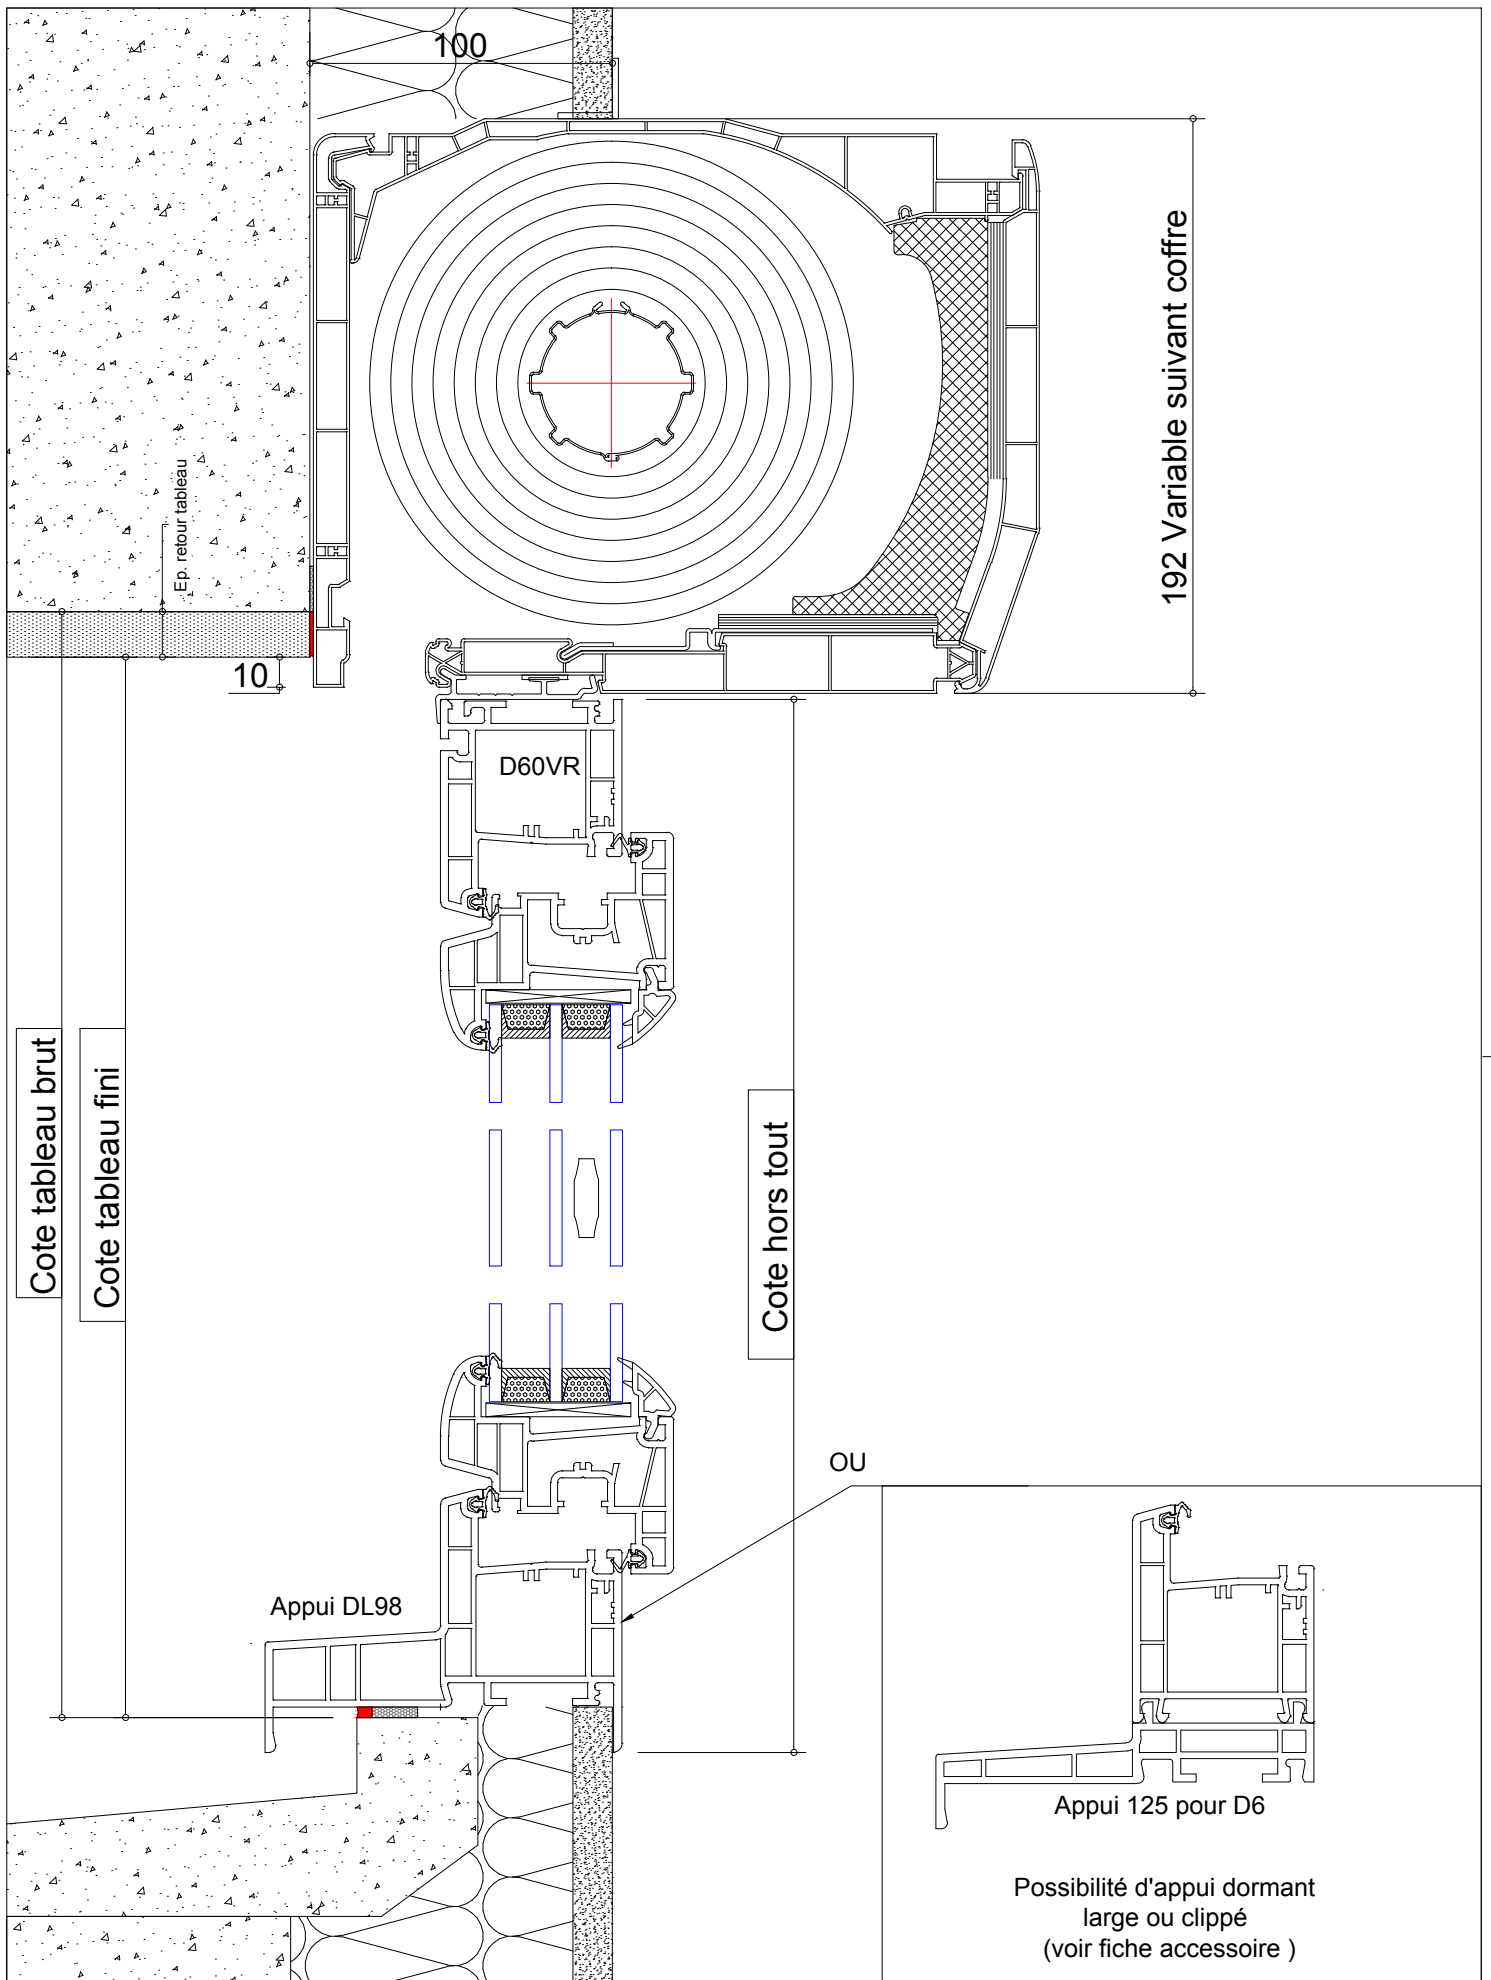 100
192 Variable suivant coffre
Ep. retour tableau
10
D60VR
Cote tableau brut
Cote tableau fini
Cote hors tout
OU
Appui DL98
Appui 125 pour D6
Possibilité d'appui dormant
large ou clippé
(voir fiche accessoire )